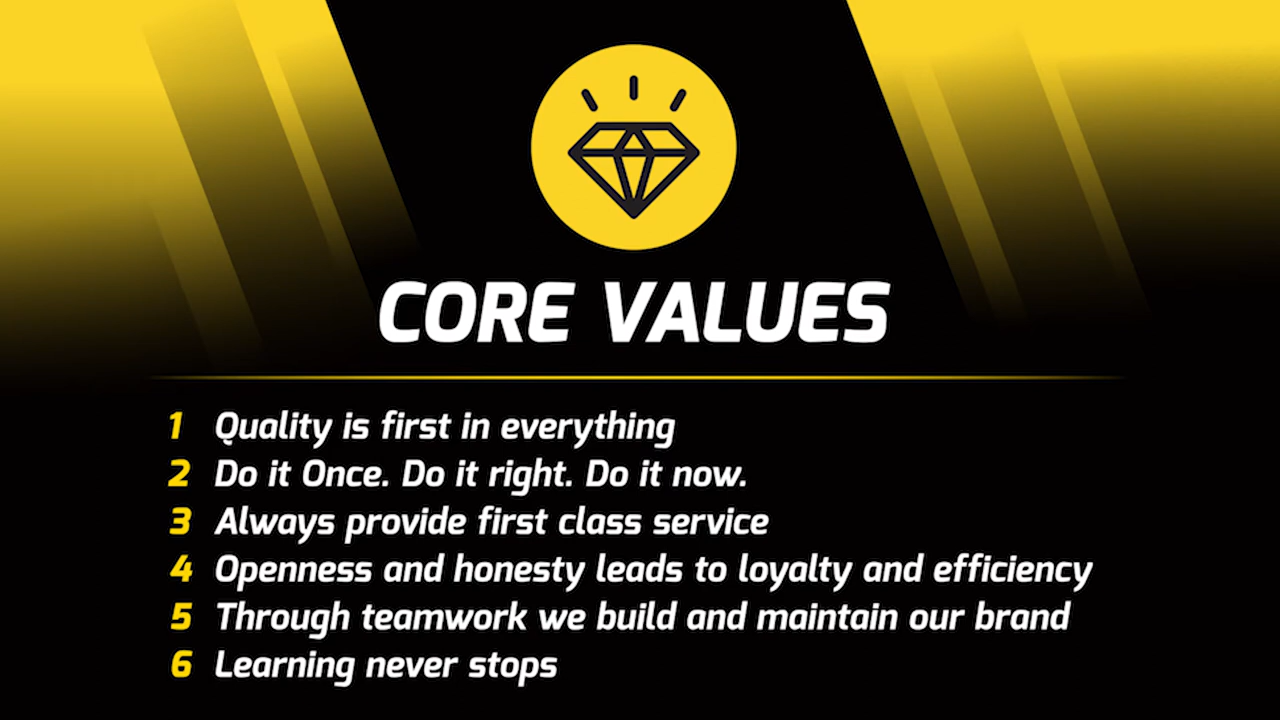 CORE VALUES
1 Quality is first in everything
2 Do it Once. Do it right. Do it now.
3 Always provide first class service
4 Openness and honesty leads to loyalty and efficiency
5 Through teamwork we build and maintain our brand
6 Learning never stops